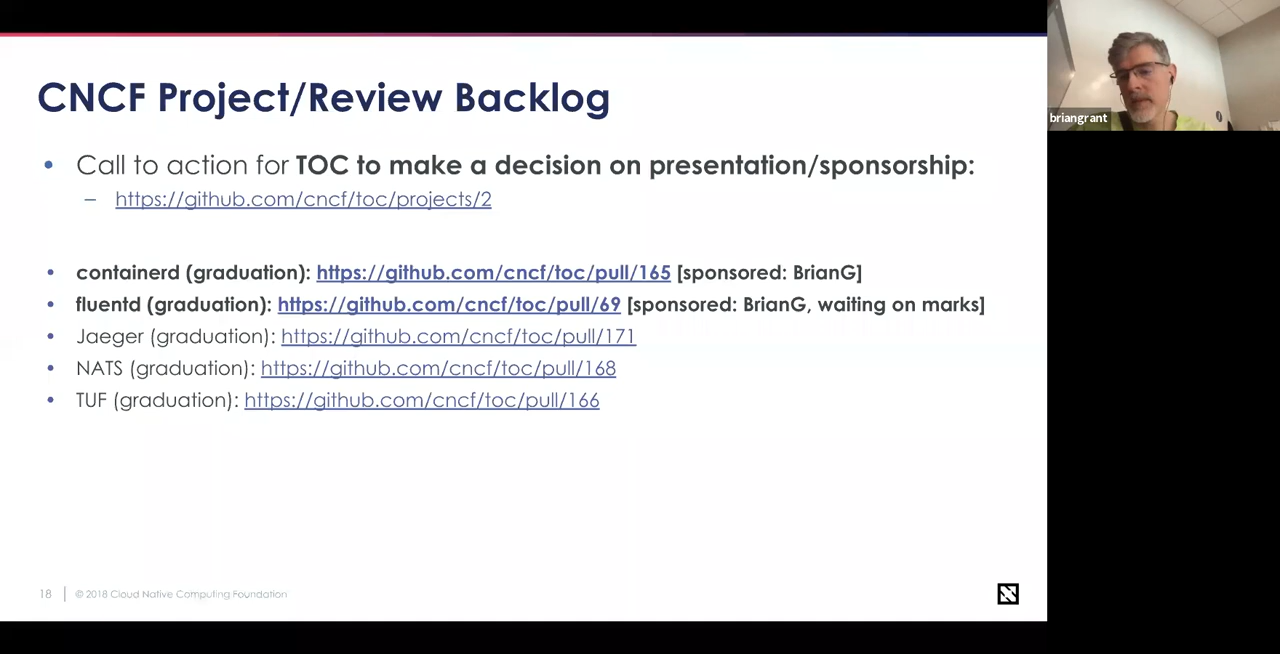 CNCF Project/Review Backlog
briangrant
• Call to action for TOC to make a decision on presentation/sponsorship:
– https://github.com/cncf/toc/projects/2
• containerd (graduation): https://github.com/cncf/toc/pull/165 [sponsored: BrianG]
• fluentd (graduation): https://github.com/cncf/toc/pull/69 [sponsored: BrianG, waiting on marks]
• Jaeger (graduation): https://github.com/cncf/toc/pull/171
• NATS (graduation): https://github.com/cncf/toc/pull/168
• TUF (graduation): https://github.com/cncf/toc/pull/166
18 | © 2018 Cloud Native Computing Foundation